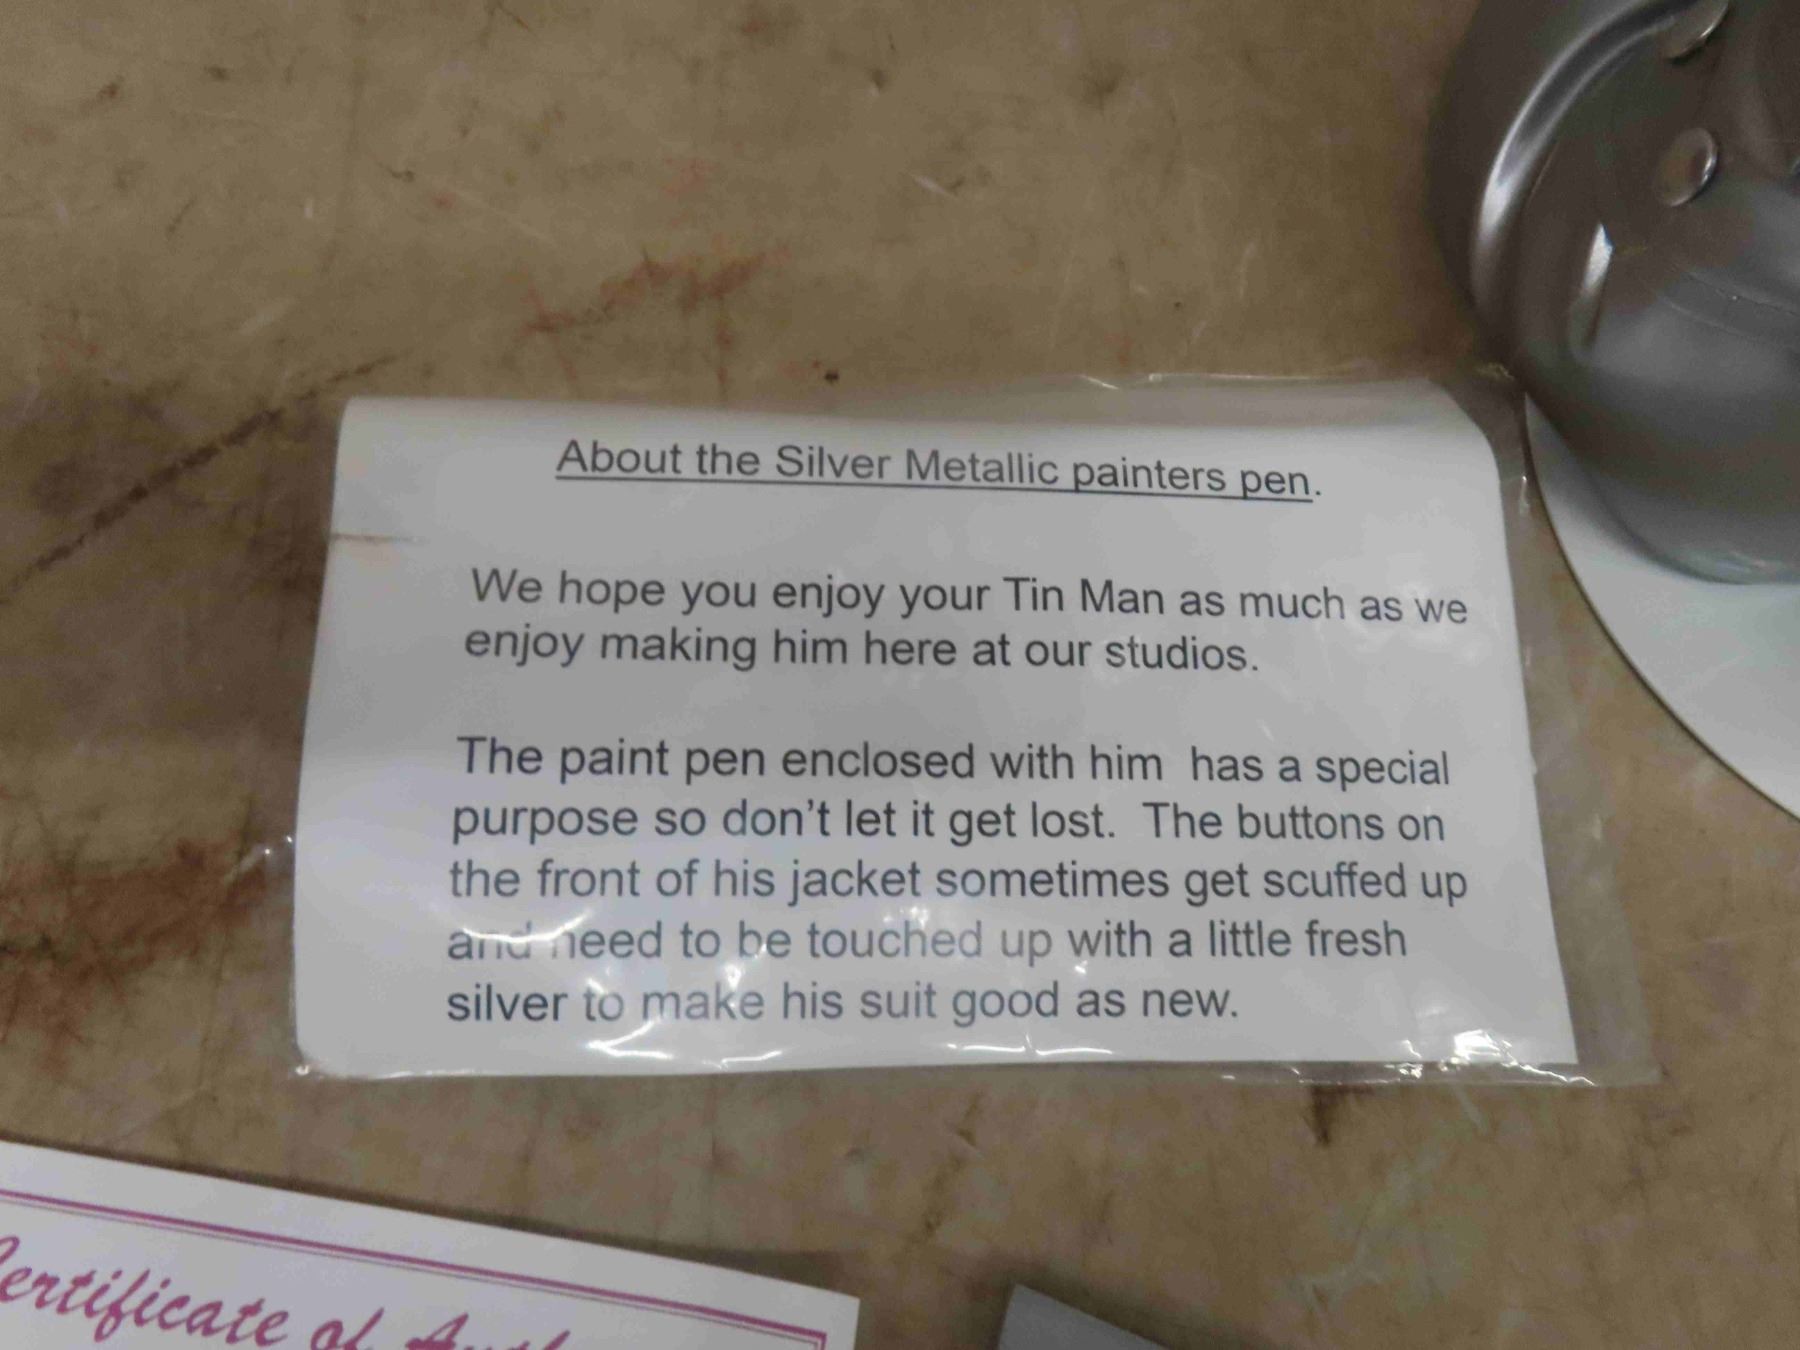 About the Silver Metallic painters pen.
We hope you enjoy your Tin Man as much as we
enjoy making him here at our studios.
The paint pen enclosed with him has a special
purpose so don't let it get lost. The buttons on
the front of his jacket sometimes get scuffed up
and need to be touched up with a little fresh
silver to make his suit good as new.
Certificate of